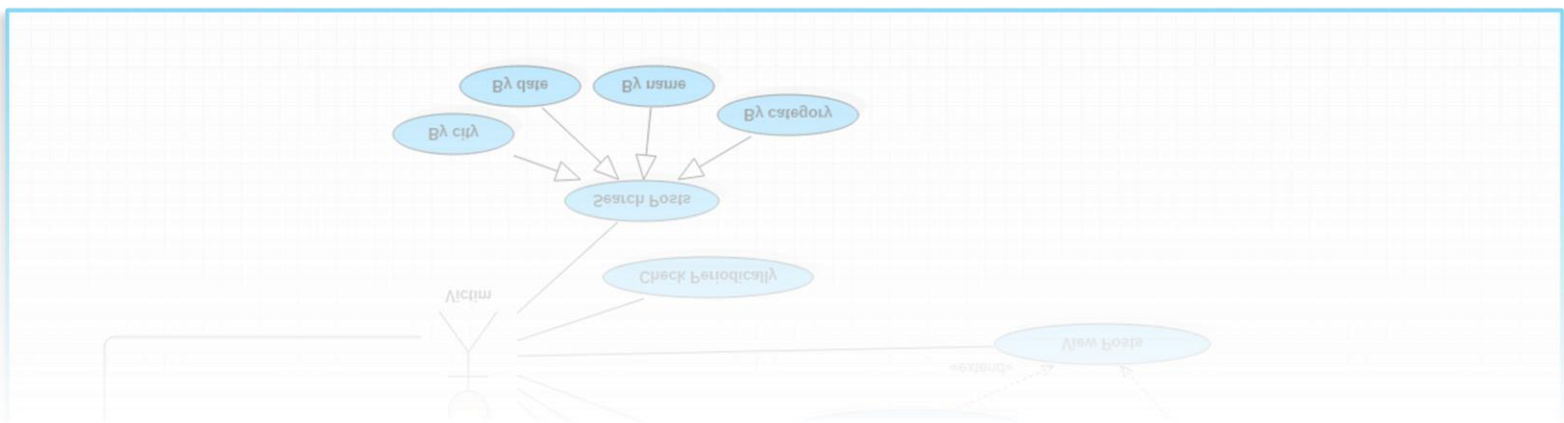 By date
By name
By category
By city
Search Posts
Check Periodically
Victim
View Posts
«extend»